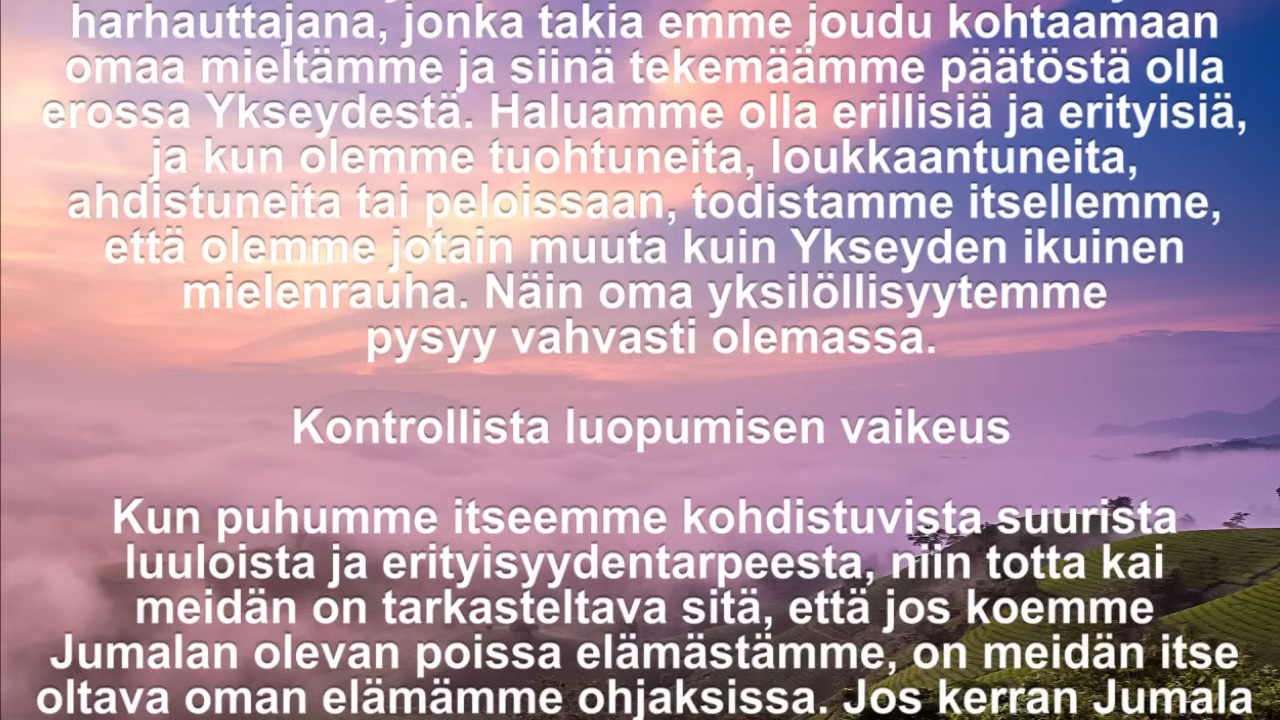 harhauttajana, jonka takia emme joudu kohtaamaan
omaa mieltämme ja siinä tekemäämme päätöstä olla
erossa Ykseydestä. Haluamme olla erillisiä ja erityisiä,
ja kun olemme tuohtuneita, loukkaantuneita,
ahdistuneita tai peloissaan, todistamme itsellemme,
että olemme jotain muuta kuin Ykseyden ikuinen
mielenrauha. Näin oma yksilöllisyytemme
pysyy vahvasti olemassa.
Kontrollista luopumisen vaikeus
Kun puhumme itseemme kohdistuvista suurista
luuloista ja erityisyydentarpeesta, niin totta kai
meidän on tarkasteltava sitä, että jos koemme
Jumalan olevan poissa elämästämme, on meidän itse
oltava oman elämämme ohjaksissa. Jos kerran Jumala